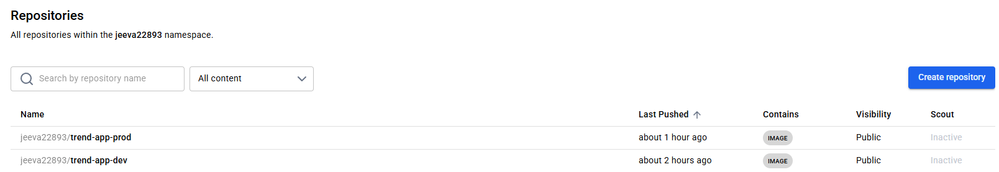 Repositories
All repositories within the jeeva22893 namespace.
Search by repository name All content Create repository
Name Last Pushed Contains Visibility Scout
jeeva22893/trend-app-prod about 1 hour ago IMAGE Public Inactive
jeeva22893/trend-app-dev about 2 hours ago IMAGE Public Inactive